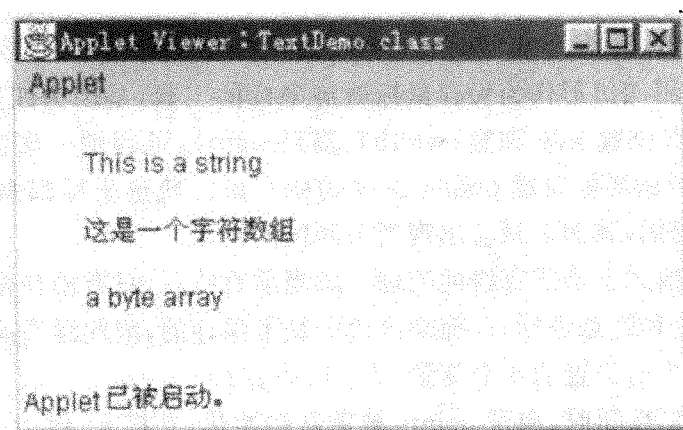 Applet Viewer：TextDemo class
Applet
This is a string
这是一个字符数组
a byte array
Applet 已被启动。